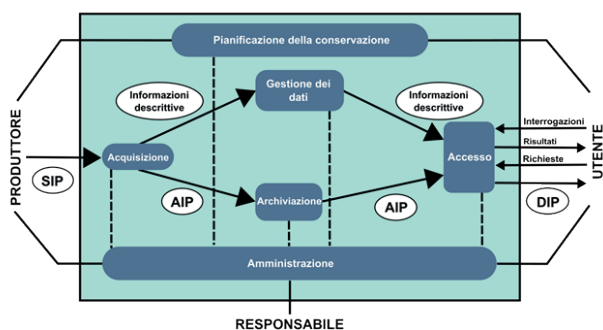 Pianificazione della conservazione
Informazioni
descrittive
Gestione dei
dati
Informazioni
descrittive
PRODUTTORE
SIP
Acquisizione
AIP
Archiviazione
AIP
Accesso
Interrogazioni
Risultati
Richieste
DIP
UTENTE
Amministrazione
RESPONSABILE